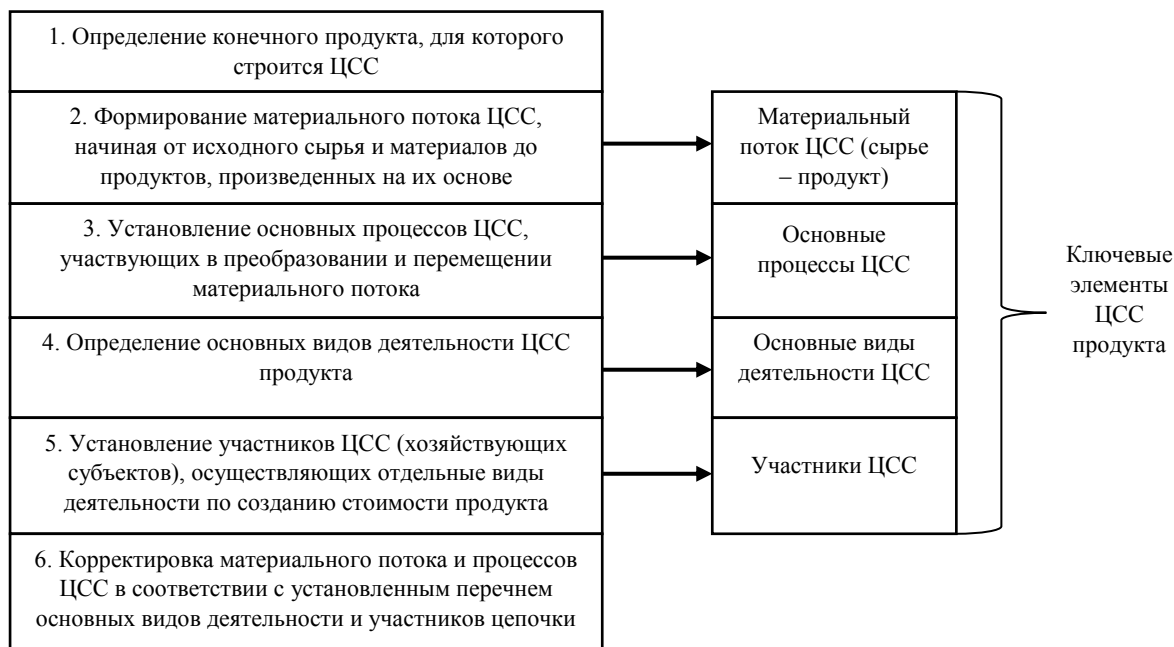 1. Определение конечного продукта, для которого
строится ЦСС
2. Формирование материального потока ЦСС,
начиная от исходного сырья и материалов до
продуктов, произведенных на их основе
Материальный
поток ЦСС (сырье
– продукт)
3. Установление основных процессов ЦСС,
участвующих в преобразовании и перемещении
материального потока
Основные
процессы ЦСС
4. Определение основных видов деятельности ЦСС
продукта
Основные виды
деятельности ЦСС
5. Установление участников ЦСС (хозяйствующих
субъектов), осуществляющих отдельные виды
деятельности по созданию стоимости продукта
Участники ЦСС
6. Корректировка материального потока и процессов
ЦСС в соответствии с установленным перечнем
основных видов деятельности и участников цепочки
Ключевые
элементы
ЦСС
продукта